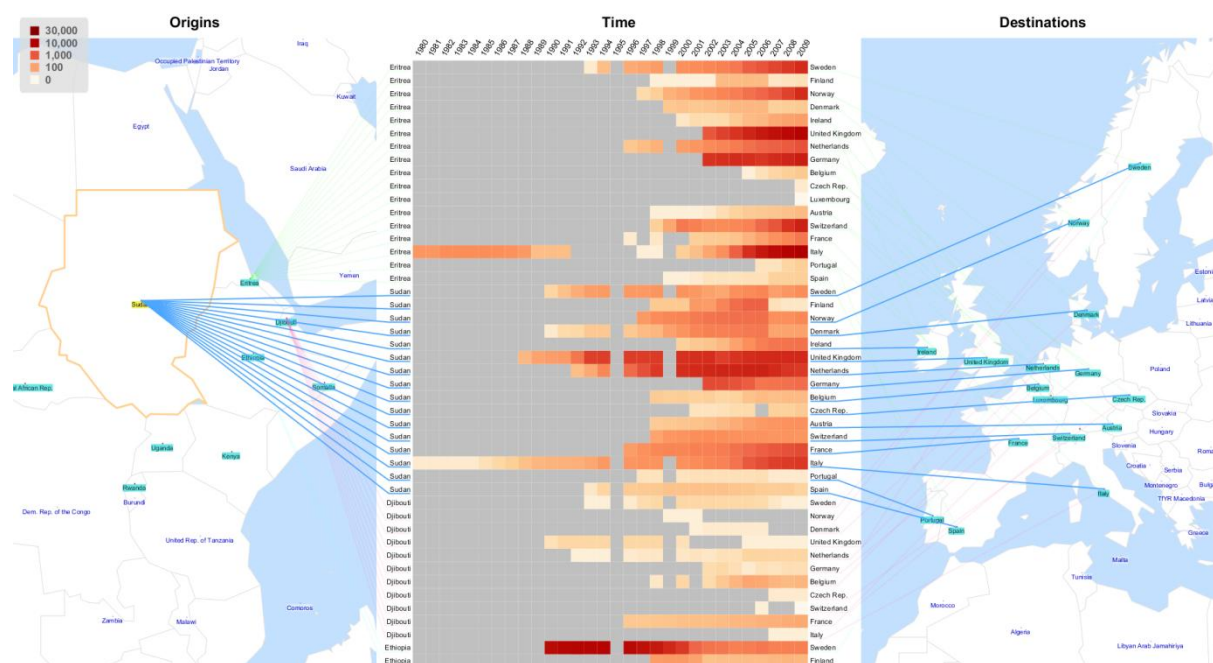 Origins
Time
Destinations
30,000
10,000
1,000
100
0
1980
1981
1982
1983
1984
1985
1986
1987
1988
1989
1990
1991
1992
1993
1994
1995
1996
1997
1998
1999
2000
2001
2002
2003
2004
2005
2006
2007
2008
2009
Iraq
Occupied Palestinian Territory
Jordan
Kuwait
Egypt
Saudi Arabia
Yemen
Eritrea
Djibouti
Ethiopia
Somalia
al African Rep.
Uganda
Kenya
Rwanda
Burundi
Dem. Rep. of the Congo
United Rep. of Tanzania
Comoros
Zambia
Malawi
Eritrea Sweden
Eritrea Finland
Eritrea Norway
Eritrea Denmark
Eritrea Ireland
Eritrea United Kingdom
Eritrea Netherlands
Eritrea Germany
Eritrea Belgium
Eritrea Czech Rep.
Eritrea Luxembourg
Eritrea Austria
Eritrea Switzerland
Eritrea France
Eritrea Italy
Eritrea Portugal
Eritrea Spain
Sudan Sweden
Sudan Finland
Sudan Norway
Sudan Denmark
Sudan Ireland
Sudan United Kingdom
Sudan Netherlands
Sudan Germany
Sudan Belgium
Sudan Czech Rep.
Sudan Austria
Sudan Switzerland
Sudan France
Sudan Italy
Sudan Portugal
Sudan Spain
Djibouti Sweden
Djibouti Norway
Djibouti Denmark
Djibouti United Kingdom
Djibouti Netherlands
Djibouti Germany
Djibouti Belgium
Djibouti Czech Rep.
Djibouti Switzerland
Djibouti France
Djibouti Italy
Ethiopia Sweden
Ethiopia Finland
Sweden
Norway
Estoni
Latvia
Denmark
Lithuania
Ireland
United Kingdom
Netherlands
Germany
Poland
Belgium
Luxembourg
Czech Rep.
Slovakia
Austria
Hungary
France
Switzerland
Slovenia
Croatia
Serbia
Montenegro
TfYR Macedonia
Italy
Portugal
Spain
Greece
Malta
Tunisia
Morocco
Algeria
Libyan Arab Jamahiriya